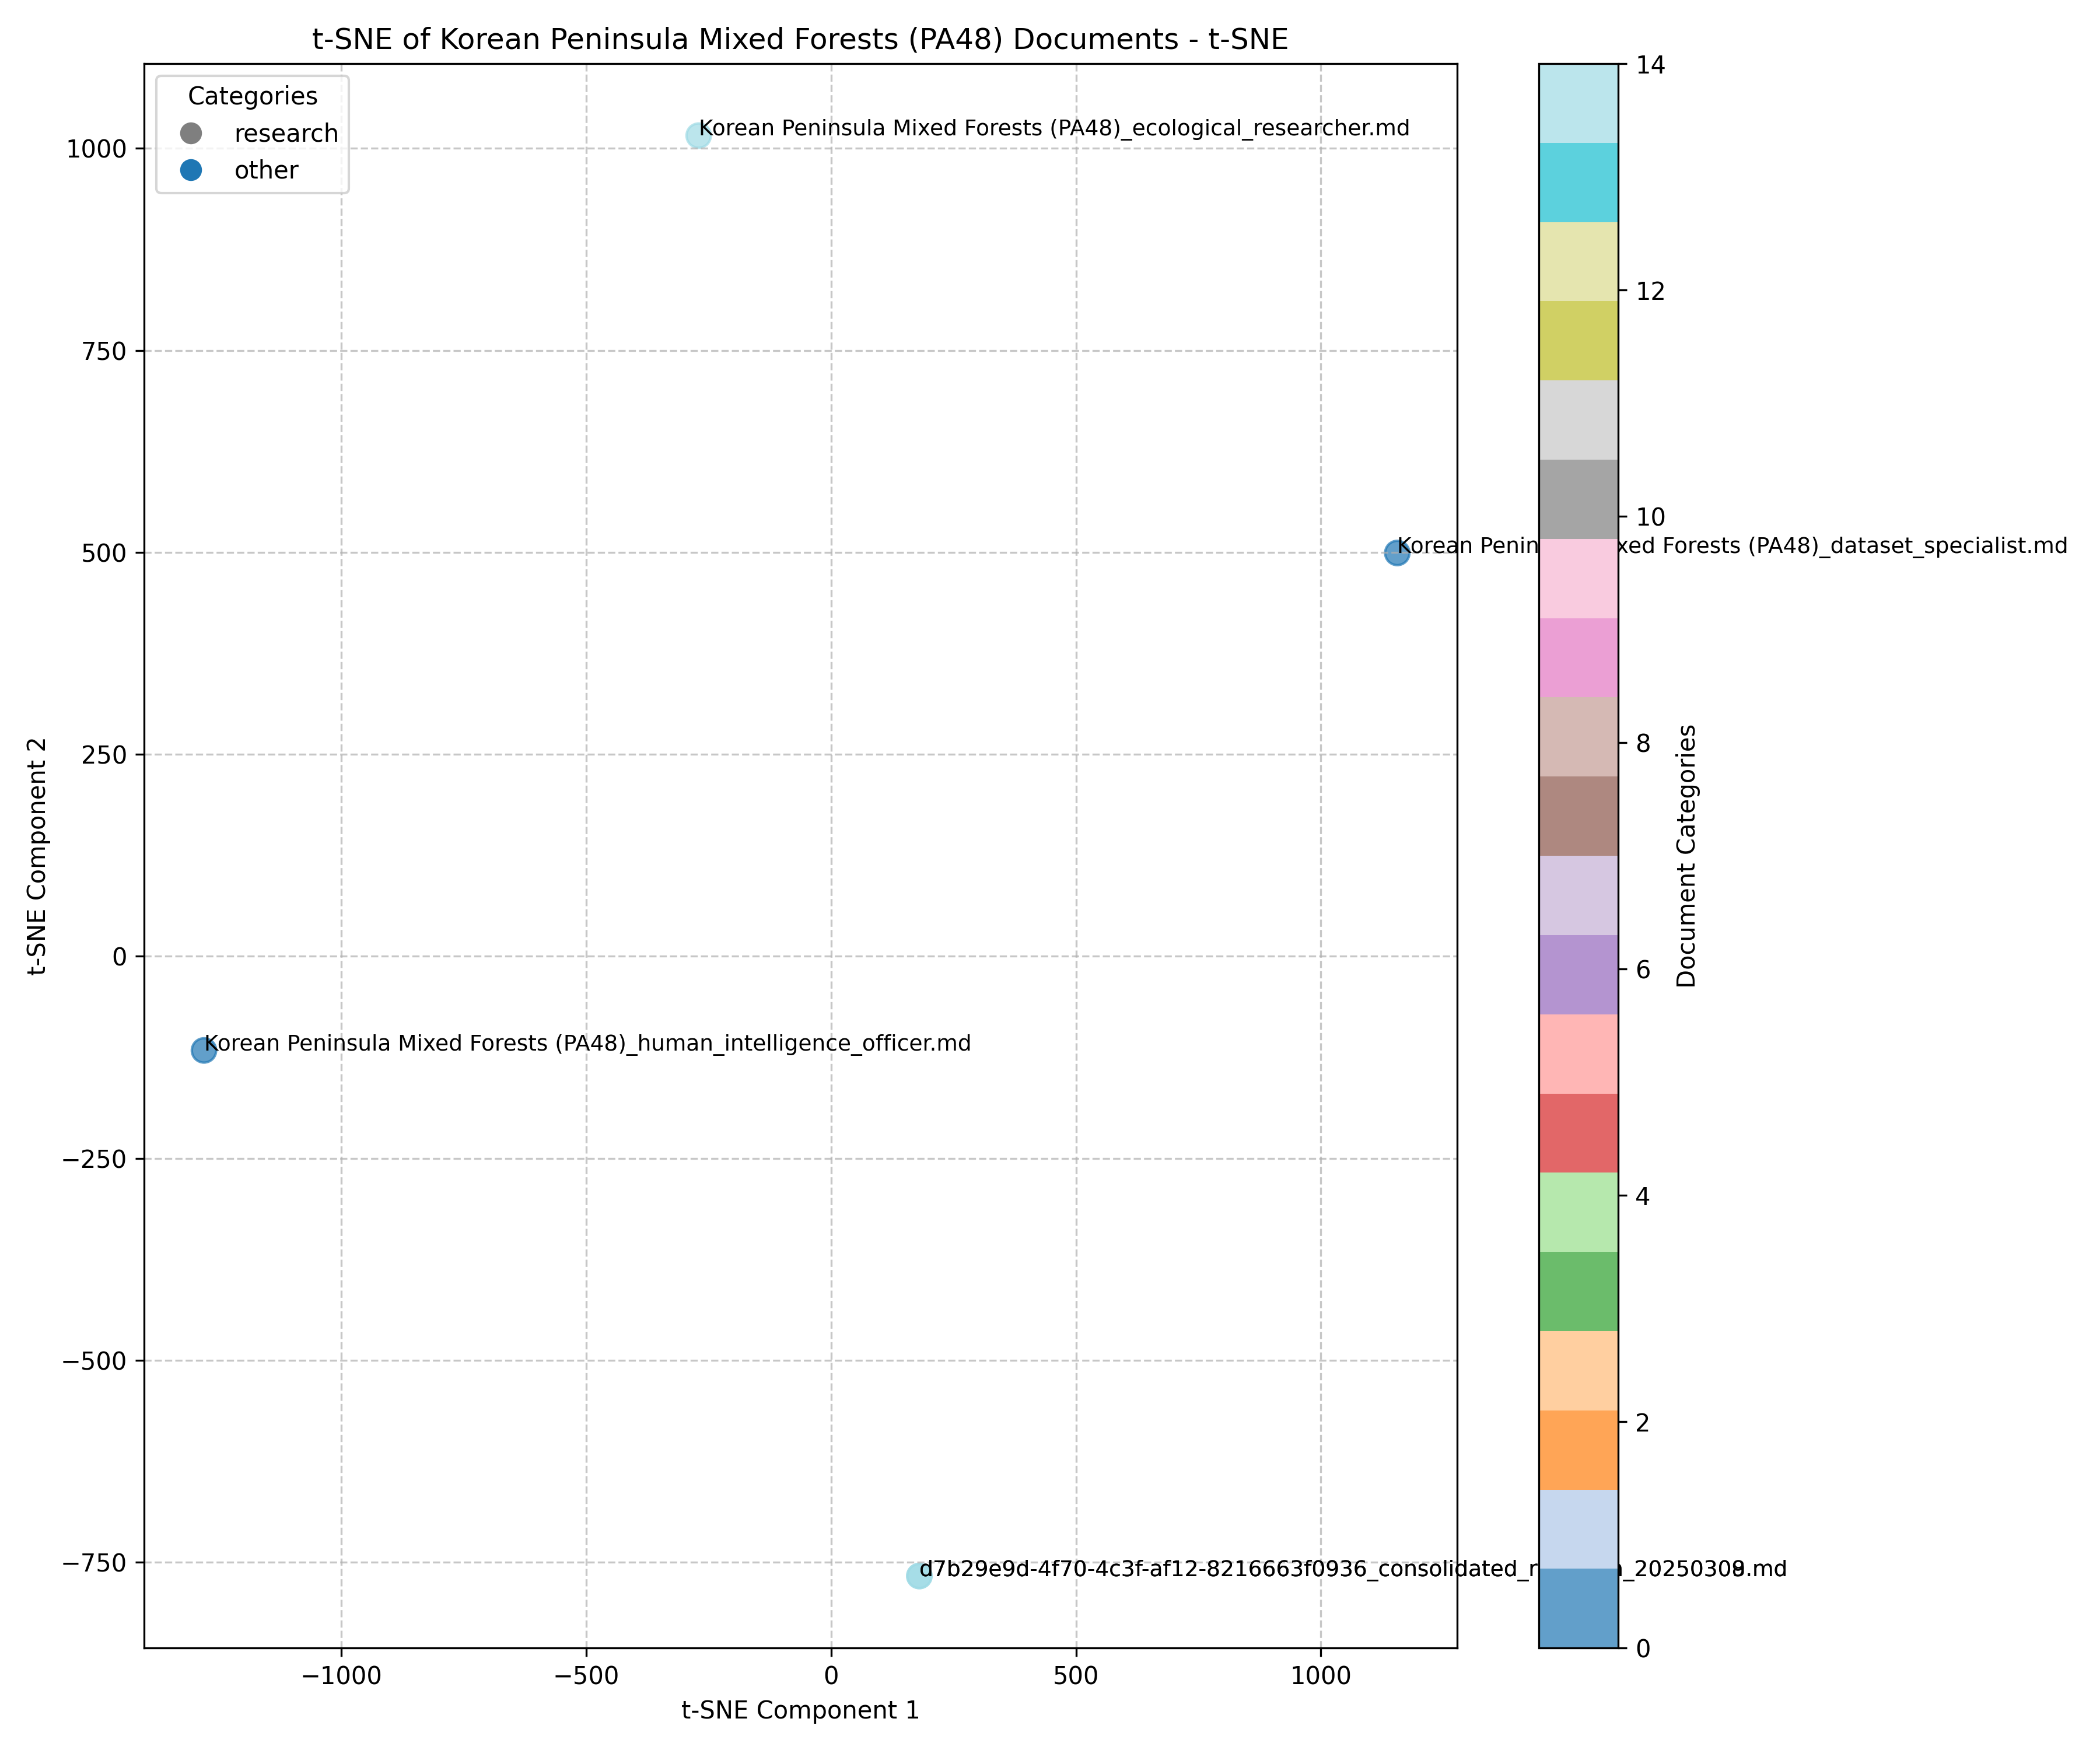 t-SNE of Korean Peninsula Mixed Forests (PA48) Documents - t-SNE
Categories
research
other
Korean Peninsula Mixed Forests (PA48)_ecological_researcher.md
Korean Penin xed Forests (PA48)_dataset_specialist.md
Korean Peninsula Mixed Forests (PA48)_human_intelligence_officer.md
d7b29e9d-4f70-4c3f-af12-8216663f0936_consolidated_r _2025030 .md
1000
750
500
250
0
−250
−500
−750
t-SNE Component 2
−1000
−500
0
500
1000
t-SNE Component 1
14
12
10
8
6
4
2
0
Document Categories